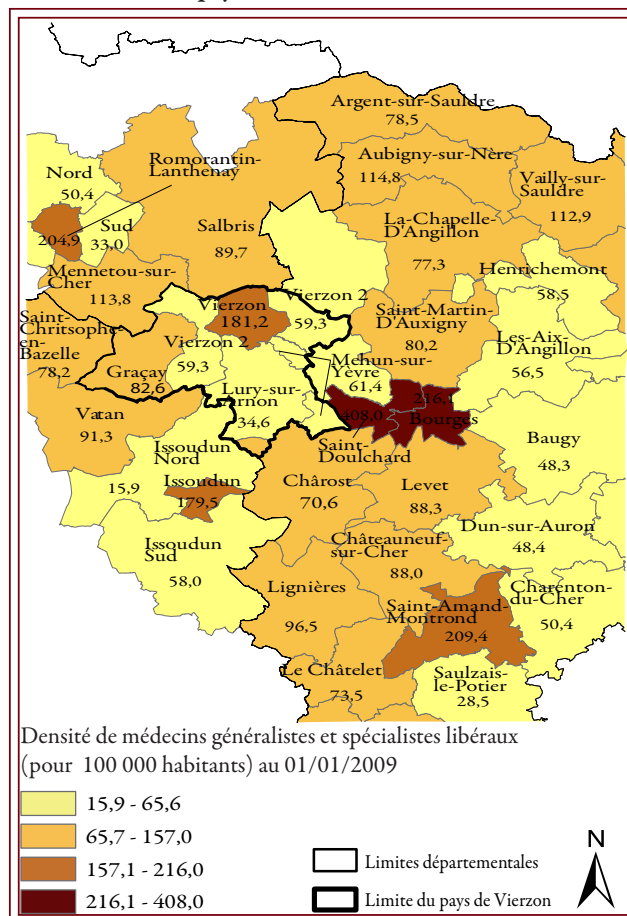 Argent-sur-Sauldre
78,5
Romorantin-
Lanthenay
Aubigny-sur-Nère
114,8
Nord
50,4
Vailly-sur-
Sauldre
112,9
204,9
Sud
33,0
Salbris
89,7
La-Chapelle-
D'Angillon
77,3
Mennetou-sur-
Cher
113,8
Henrichemont
58,5
Vierzon
181,2
Vierzon 2
59,3
Saint-Martin-
D'Auxigny
80,2
Saint-
Chritsophe-
en-
Bazelle
78,2
Vierzon 2
59,3
Les-Aix-
D'Angillon
56,5
Mehun-sur-
Yèvre
61,4
Graçay
82,6
Lury-sur-
Arnon
34,6
216,1
Bourges
408,0
Saint-
Doulchard
Vatan
91,3
Baugy
48,3
Issoudun
Nord
15,9
Issoudun
179,5
Chârost
70,6
Levet
88,3
Dun-sur-Auron
48,4
Issoudun
Sud
58,0
Châteauneuf-
sur-Cher
88,0
Lignières
96,5
Saint-Amand-
Montrond
209,4
Charenton-
du-Cher
50,4
Le Châtelet
73,5
Saulzais-
le-Potier
28,5
Densité de médecins généralistes et spécialistes libéraux
(pour 100 000 habitants) au 01/01/2009
15,9 - 65,6
65,7 - 157,0
157,1 - 216,0
216,1 - 408,0
Limites départementales
Limite du pays de Vierzon
N